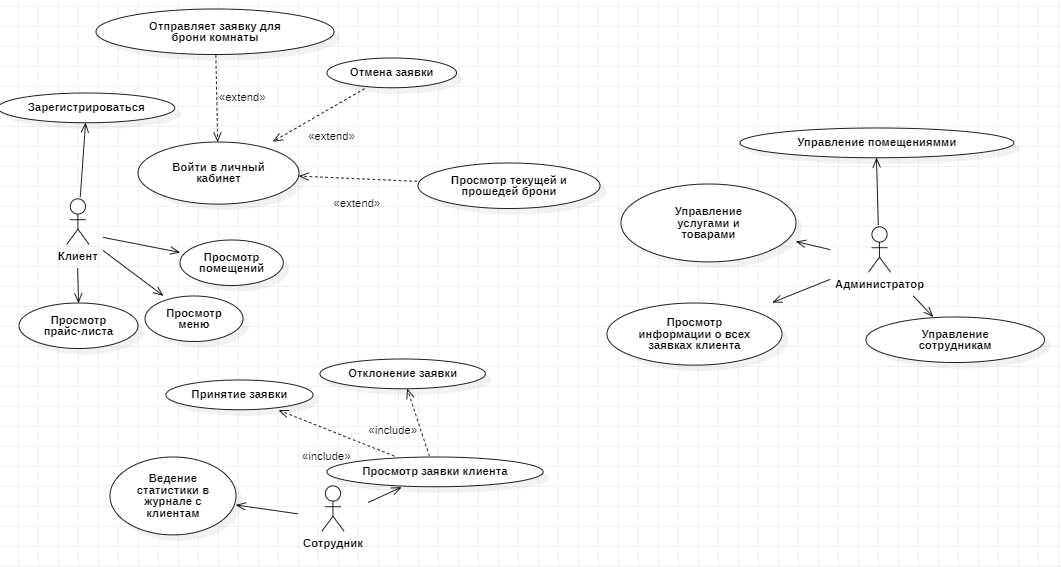 Отправляет заявку для
брони комнаты
Отмена заявки
«extend»
Зарегистрироваться
«extend»
Войти в личный
кабинет
Просмотр текущей и
прошедей брони
«extend»
Клиент
Просмотр
помещений
Просмотр
меню
Просмотр
прайс-листа
Управление помещениямми
Управление
услугами и
товарами
Администратор
Просмотр
информации о всех
заявках клиента
Управление
сотрудникам
Отклонение заявки
Принятие заявки
«include»
«include»
Просмотр заявки клиента
Ведение
статистики в
журнале с
клиентам
Сотрудник